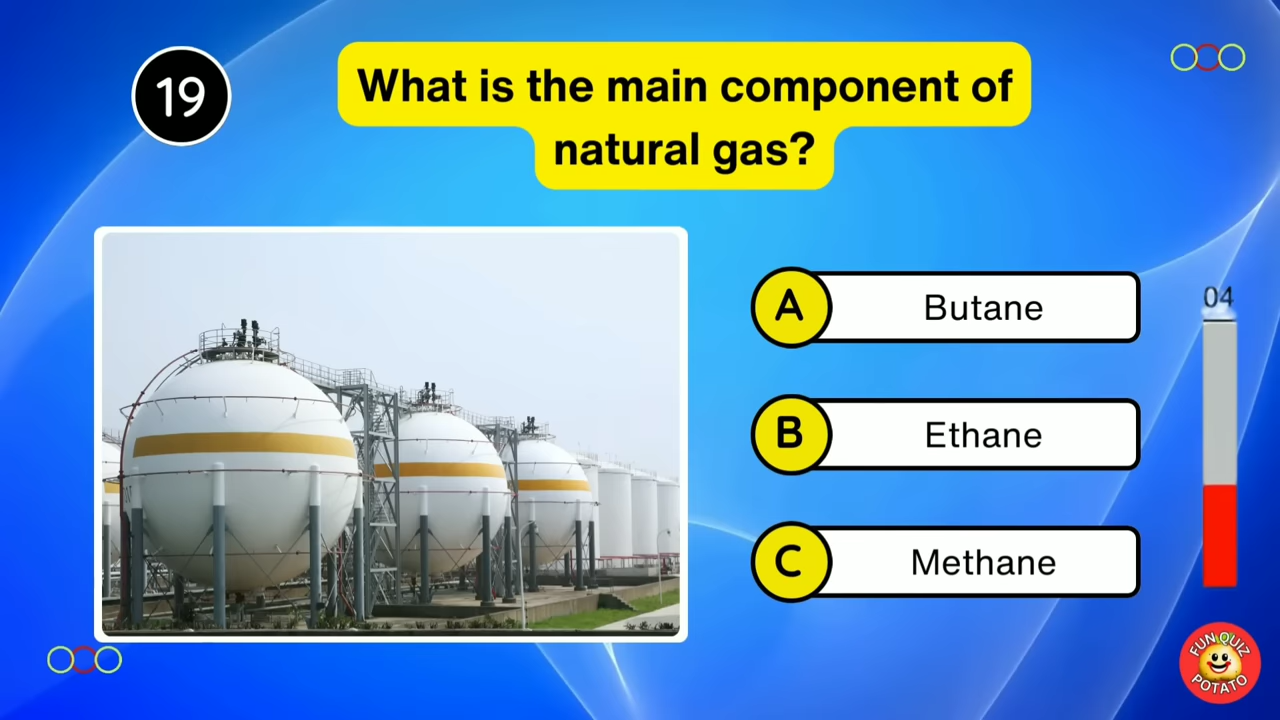 19
What is the main component of
natural gas?
A
Butane
B
Ethane
C
Methane
04
FUN QUIZ
POTATO